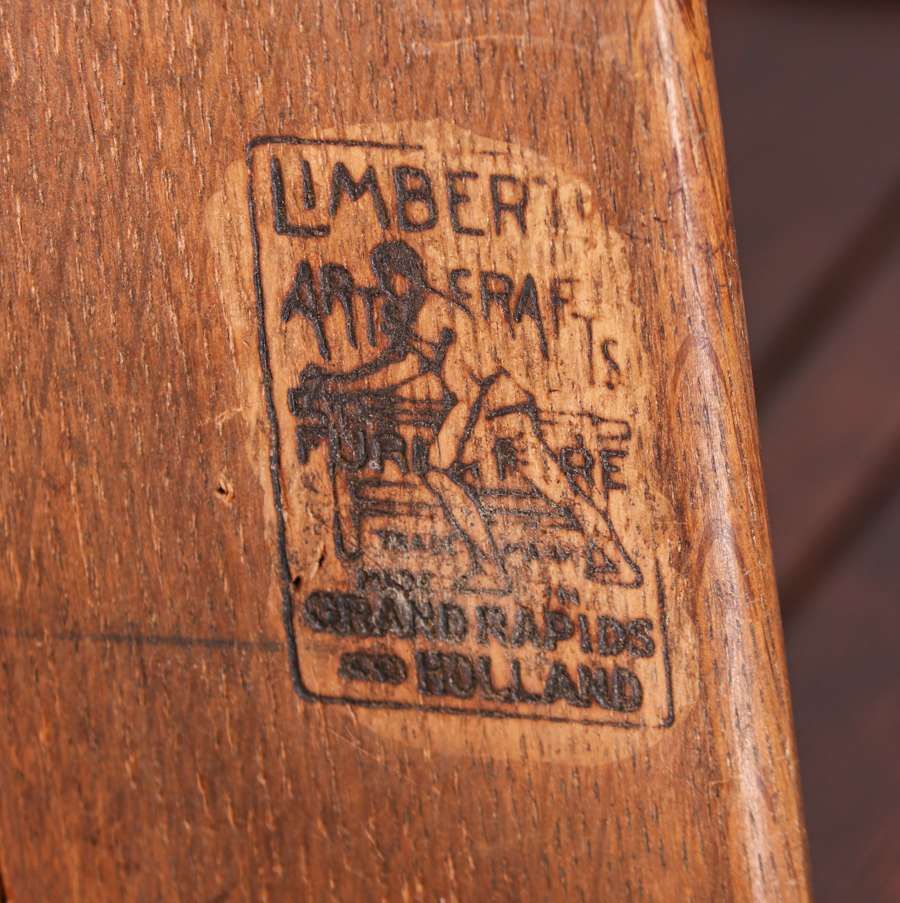 LIMBERT
ARTS CRAFTS
FURNITURE
TRADE MARK
MADE IN
GRAND RAPIDS
AND HOLLAND